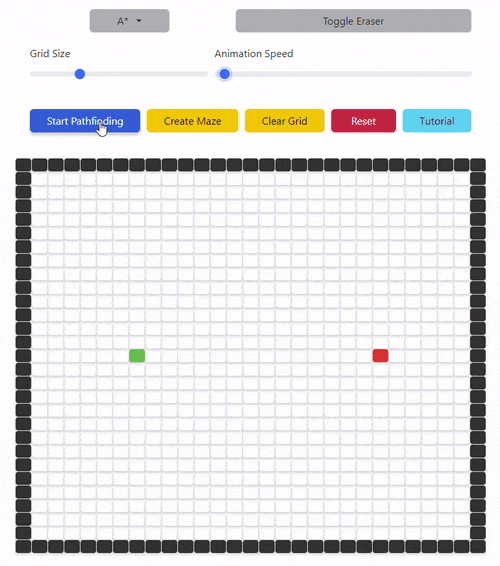 A*
Toggle Eraser
Grid Size
Animation Speed
Start Pathfinding
Create Maze
Clear Grid
Reset
Tutorial